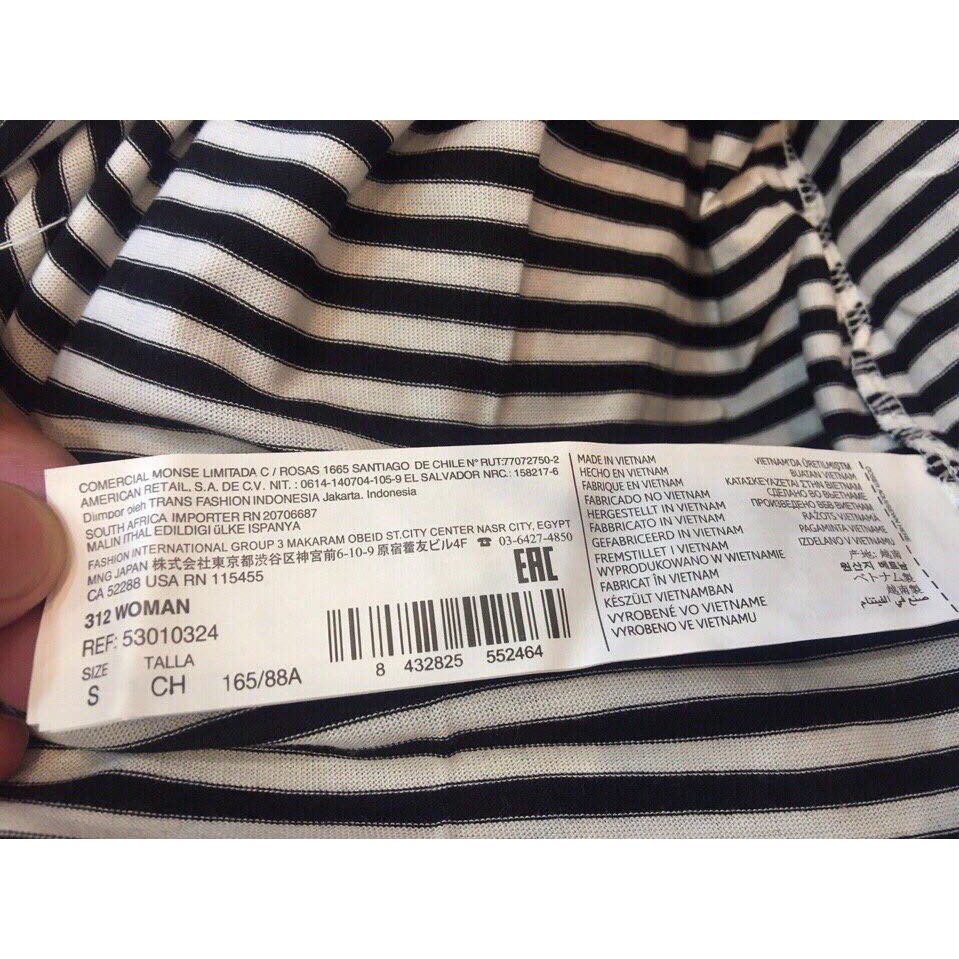 COMERCIAL MONSE LIMITADA C / ROSAS 1665 SANTIAGO DE CHILE N° RUT:77072750-2
AMERICAN RETAIL, S.A. DE C.V. NIT. : 0614-140704-105-9 EL SALVADOR NRC.: 158217-6
Diimpor oleh TRANS FASHION INDONESIA Jakarta. Indonesia
SOUTH AFRICA IMPORTER RN 20706687
MALIN ITHAL EDILDIGI üLKE ISPANYA
FASHION INTERNATIONAL GROUP 3 MAKARAM OBEID ST.CITY CENTER NASR CITY, EGYPT
MNG JAPAN 株式会社東京都渋谷区神宮前6-10-9 原宿董友ビル4F ☎ 03-6427-4850
CA 52288 USA RN 115455
EAC
312 WOMAN
REF: 53010324
SIZE TALLA
S CH 165/88A
8 432825 552464
MADE IN VIETNAM
HECHO EN VIETNAM
FABRIQUE EN VIETNAM
FABRICADO NO VIETNAM
HERGESTELLT IN VIETNAM
FABBRICATO IN VIETNAM
GEFABRICEERD IN VIETNAM
FREMSTILLET I VIETNAM
WYPRODUKOWANO W WIETNAMIE
FABRICAT ÎN VIETNAM
KÉSZÜLT VIETNAMBAN
VYROBENÉ VO VIETNAME
VYROBENO VE VIETNAMU
VIETNAM'DA ÜRETILMIŞTIM
BUATAN VIETNAM
ΚΑΤΑΣΚΕΥΑΖΕΤΑΙ ΣΤΗΝ ΒΙΕΤΝΑΜ
СДЕЛАНО ВО ВЬЕТНАМЕ
ПРОИЗВЕДЕНО ВЪВ ВИЕТНАМ
RAŽOTS VJETNAMĀ
PAGAMINTA VIETNAME
IZDELANO V VIETNAMU
产地: 越南
원산지 베트남
ベトナム製
越南製
صنع في الفيتنام